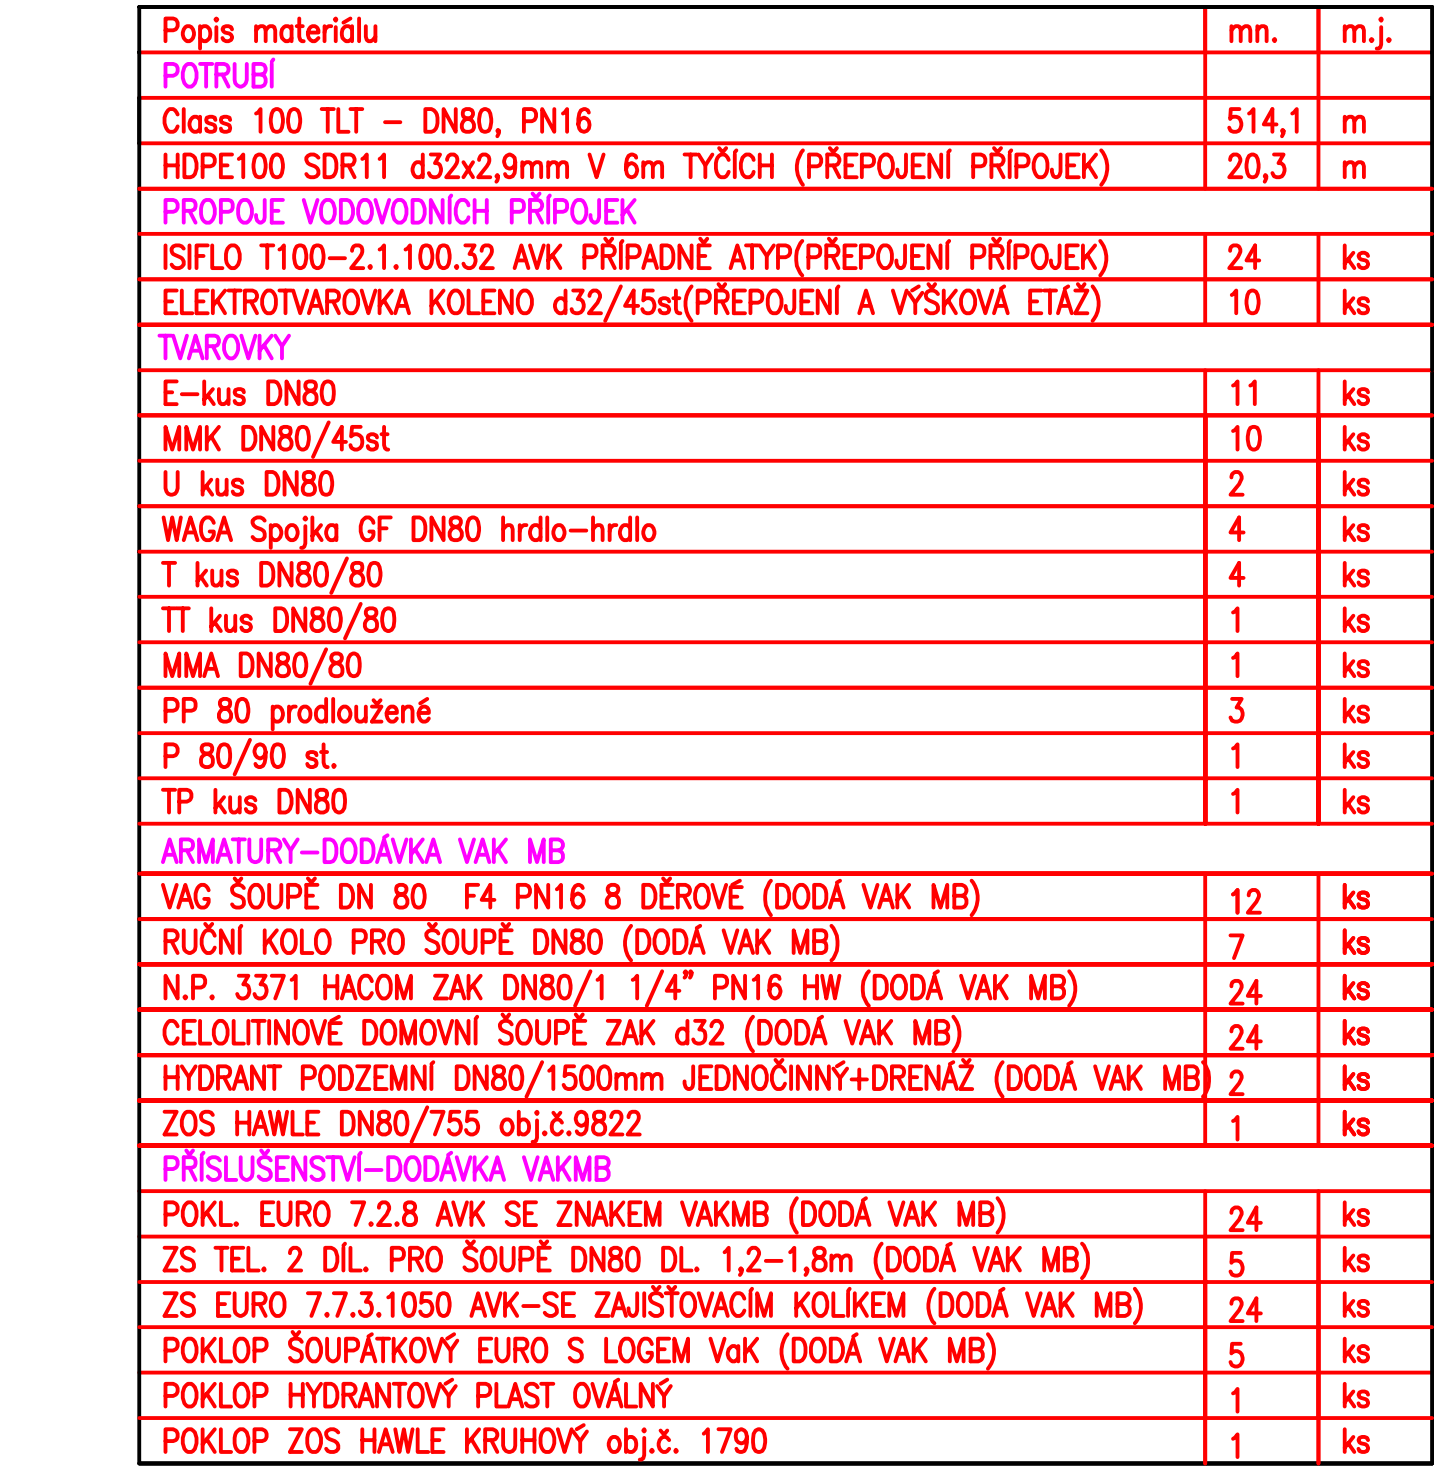 Popis materiálu mn. m.j.
POTRUBÍ
Class 100 TLT - DN80, PN16 514,1 m
HDPE100 SDR11 d32x2,9mm V 6m TYČÍCH (PŘEPOJENÍ PŘÍPOJEK) 20,3 m
PROPOJE VODOVODNÍCH PŘÍPOJEK
ISIFLO T100-2.1.100.32 AVK PŘÍPADNĚ ATYP(PŘEPOJENÍ PŘÍPOJEK) 24 ks
ELEKTROTVAROVKA KOLENO d32/45st(PŘEPOJENÍ A VÝŠKOVÁ ETÁŽ) 10 ks
TVAROVKY
E-kus DN80 11 ks
MMK DN80/45st 10 ks
U kus DN80 2 ks
WAGA Spojka GF DN80 hrdlo-hrdlo 4 ks
T kus DN80/80 4 ks
TT kus DN80/80 1 ks
MMA DN80/80 1 ks
PP 80 prodloužené 3 ks
P 80/90 st. 1 ks
TP kus DN80 1 ks
ARMATURY-DODÁVKA VAK MB
VAG ŠOUPĚ DN 80 F4 PN16 8 DĚROVÉ (DODÁ VAK MB) 12 ks
RUČNÍ KOLO PRO ŠOUPĚ DN80 (DODÁ VAK MB) 7 ks
N.P. 3371 HACOM ZAK DN80/1 1/4" PN16 HW (DODÁ VAK MB) 24 ks
CELOLITINOVÉ DOMOVNÍ ŠOUPĚ ZAK d32 (DODÁ VAK MB) 24 ks
HYDRANT PODZEMNÍ DN80/1500mm JEDNOČINNÝ+DRENÁŽ (DODÁ VAK MB) 2 ks
ZOS HAWLE DN80/755 obj.č.9822 1 ks
PŘÍSLUŠENSTVÍ-DODÁVKA VAKMB
POKL. EURO 7.2.8 AVK SE ZNAKEM VAKMB (DODÁ VAK MB) 24 ks
ZS TEL. 2 DÍL. PRO ŠOUPĚ DN80 DL. 1,2-1,8m (DODÁ VAK MB) 5 ks
ZS EURO 7.7.3.1050 AVK-SE ZAJIŠŤOVACÍM KOLÍKEM (DODÁ VAK MB) 24 ks
POKLOP ŠOUPÁTKOVÝ EURO S LOGEM VaK (DODÁ VAK MB) 5 ks
POKLOP HYDRANTOVÝ PLAST OVÁLNÝ 1 ks
POKLOP ZOS HAWLE KRUHOVÝ obj.č. 1790 1 ks